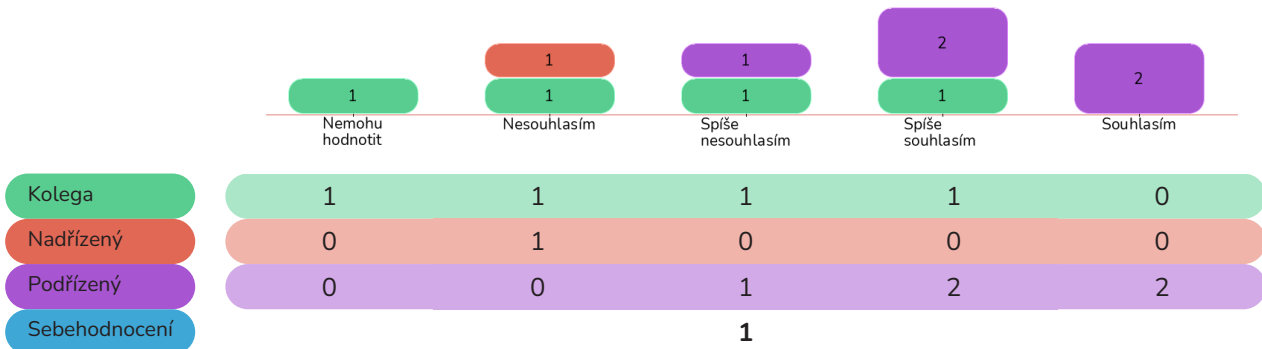 2
1 1 2
1 1 1 1
Nemohu hodnotit Nesouhlasím Spíše nesouhlasím Spíše souhlasím Souhlasím
Kolega 1 1 1 1 0
Nadřízený 0 1 0 0 0
Podřízený 0 0 1 2 2
Sebehodnocení 1